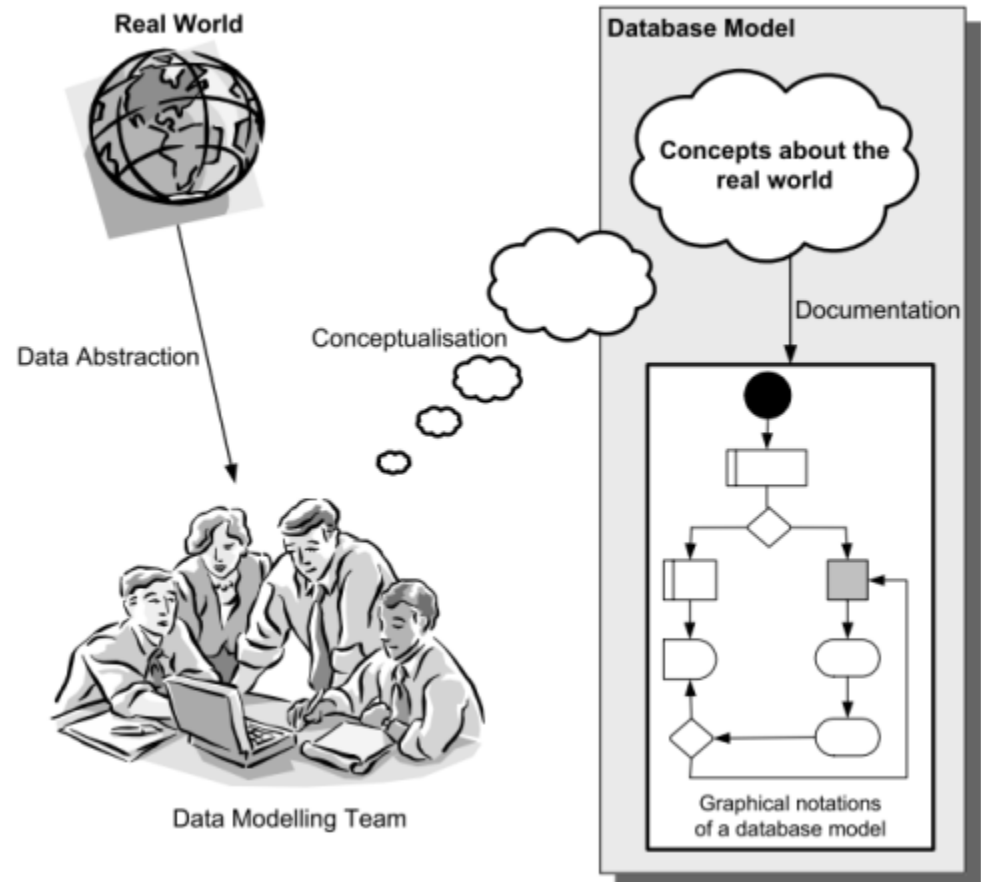 Real World
Database Model
Concepts about the
real world
Documentation
Conceptualisation
Data Abstraction
Data Modelling Team
Graphical notations
of a database model